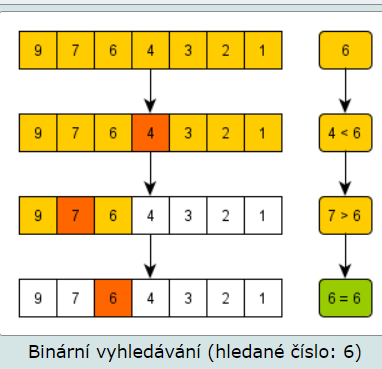 9 7 6 4 3 2 1 6
9 7 6 4 3 2 1 4 < 6
9 7 6 4 3 2 1 7 > 6
9 7 6 4 3 2 1 6 = 6
Binární vyhledávání (hledané číslo: 6)